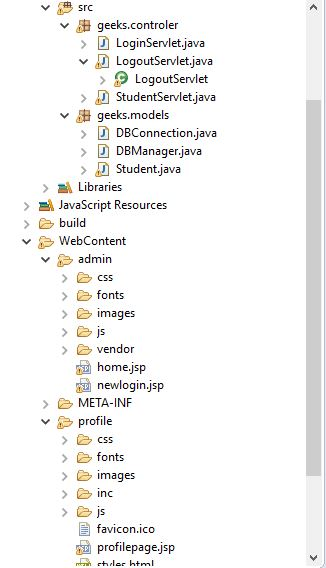 src
geeks.controler
LoginServlet.java
LogoutServlet.java
LogoutServlet
StudentServlet.java
geeks.models
DBConnection.java
DBManager.java
Student.java
Libraries
JavaScript Resources
build
WebContent
admin
css
fonts
images
js
vendor
home.jsp
newlogin.jsp
META-INF
profile
css
fonts
images
inc
js
favicon.ico
profilepage.jsp
styles.html